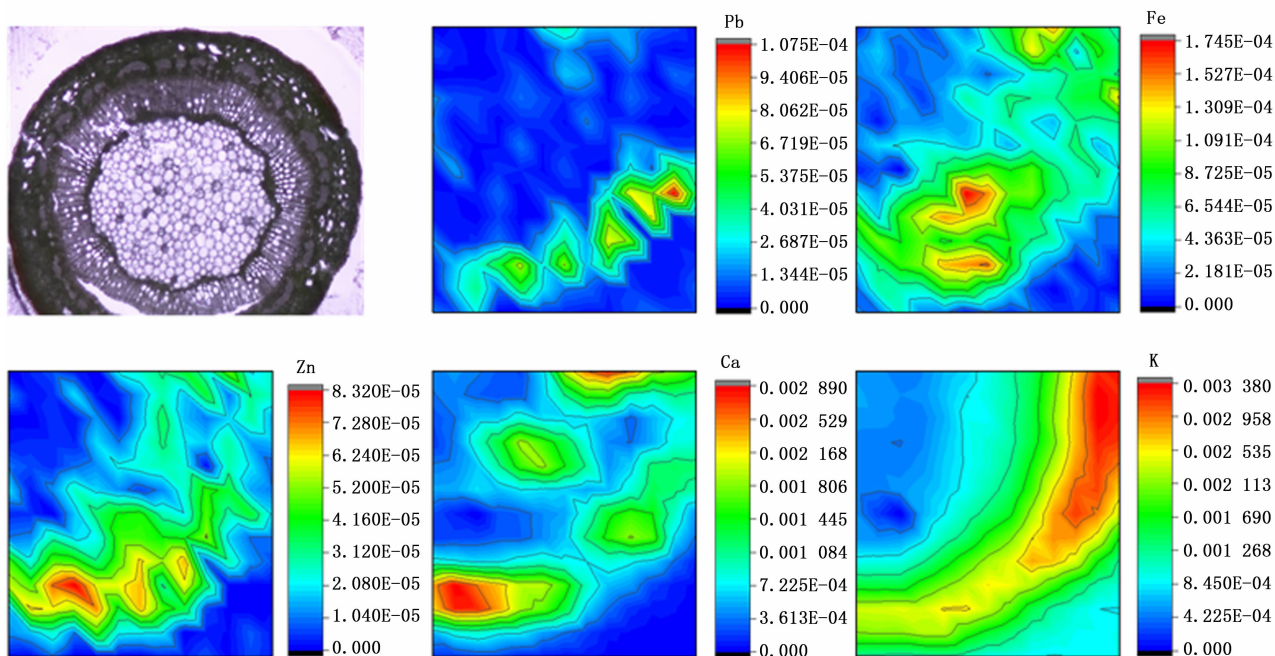 Pb
1.075E-04
9.406E-05
8.062E-05
6.719E-05
5.375E-05
4.031E-05
2.687E-05
1.344E-05
0.000
Fe
1.745E-04
1.527E-04
1.309E-04
1.091E-04
8.725E-05
6.544E-05
4.363E-05
2.181E-05
0.000
Zn
8.320E-05
7.280E-05
6.240E-05
5.200E-05
4.160E-05
3.120E-05
2.080E-05
1.040E-05
0.000
Ca
0.002 890
0.002 529
0.002 168
0.001 806
0.001 445
0.001 084
7.225E-04
3.613E-04
0.000
K
0.003 380
0.002 958
0.002 535
0.002 113
0.001 690
0.001 268
8.450E-04
4.225E-04
0.000